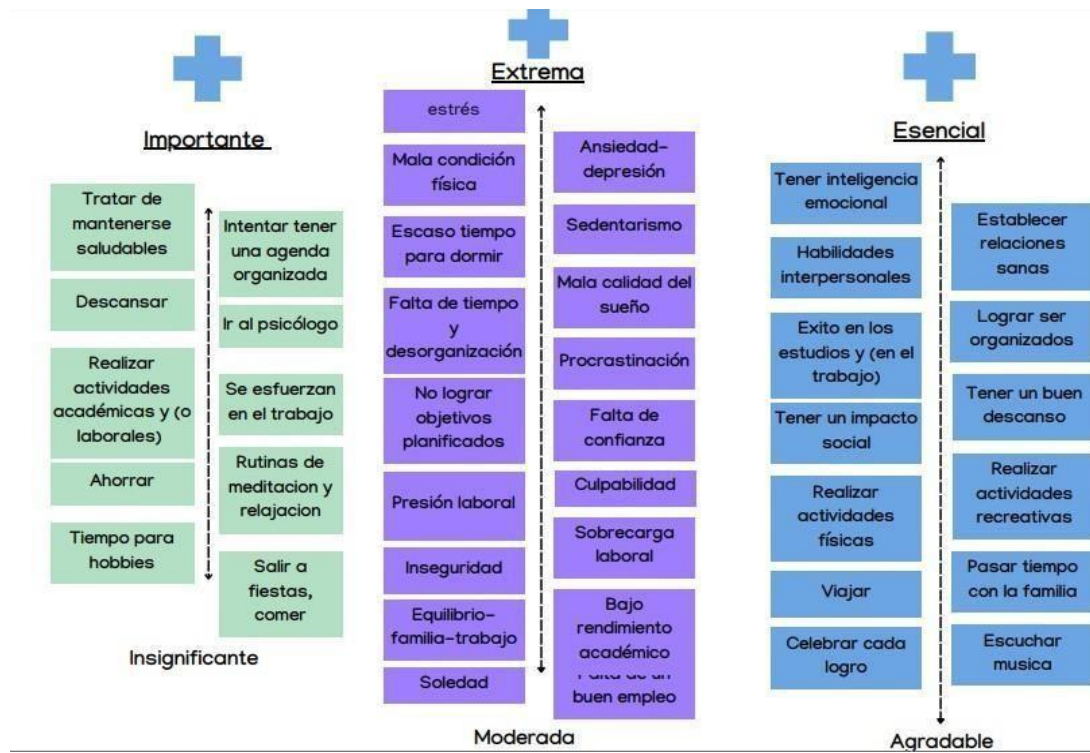 Importante
Tratar de
mantenerse
saludables
Descansar
Realizar
actividades
académicas y (o
laborales)
Ahorrar
Tiempo para
hobbies
Intentar tener
una agenda
organizada
Ir al psicólogo
Se esfuerzan
en el trabajo
Rutinas de
meditacion y
relajacion
Salir a
fiestas,
comer
Insignificante
Extrema
estrés
Mala condición
física
Escaso tiempo
para dormir
Falta de tiempo
y
desorganización
No lograr
objetivos
planificados
Presión laboral
Inseguridad
Equilibrio-
familia-trabajo
Soledad
Ansiedad-
depresión
Sedentarismo
Mala calidad del
sueño
Procrastinación
Falta de
confianza
Culpabilidad
Sobrecarga
laboral
Bajo
rendimiento
académico
Falta de un
buen empleo
Moderada
Esencial
Tener inteligencia
emocional
Habilidades
interpersonales
Exito en los
estudios y (en el
trabajo)
Tener un impacto
social
Realizar
actividades
físicas
Viajar
Celebrar cada
logro
Establecer
relaciones
sanas
Lograr ser
organizados
Tener un buen
descanso
Realizar
actividades
recreativas
Pasar tiempo
con la familia
Escuchar
musica
Agradable